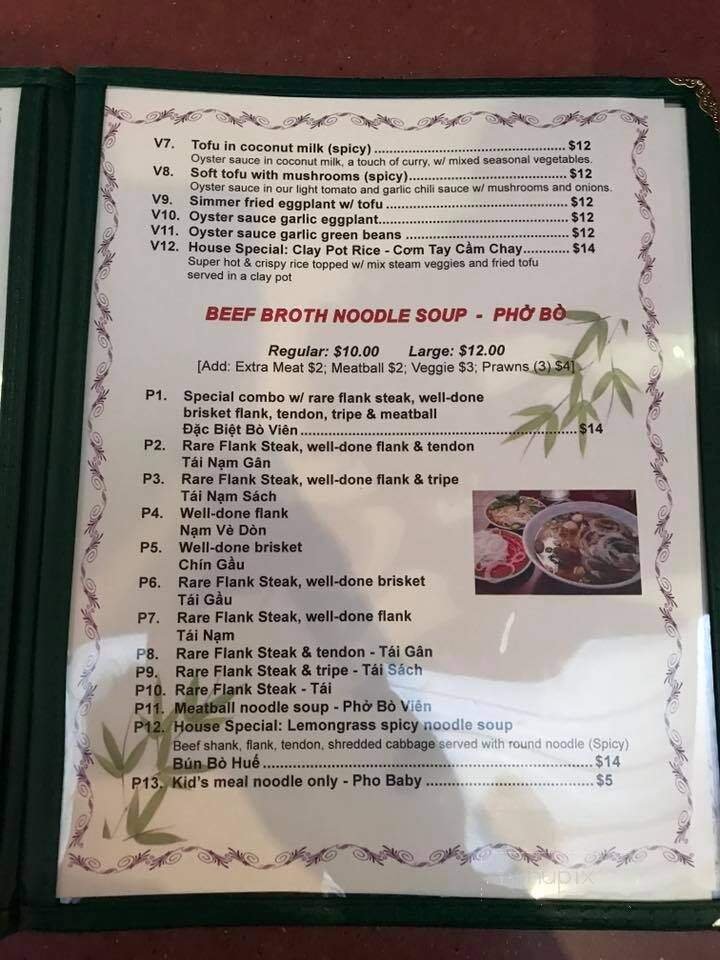 V7. Tofu in coconut milk (spicy) ................................................ $12
Oyster sauce in coconut milk, a touch of curry, w/ mixed seasonal vegetables.
V8. Soft tofu with mushrooms (spicy)....................................... $12
Oyster sauce in our light tomato and garlic chili sauce w/ mushrooms and onions.
V9. Simmer fried eggplant w/ tofu ............................................. $12
V10. Oyster sauce garlic eggplant............................................... $12
V11. Oyster sauce garlic green beans ......................................... $12
V12. House Special: Clay Pot Rice - Cơm Tay Cầm Chay............ $14
Super hot & crispy rice topped w/ mix steam veggies and fried tofu
served in a clay pot
BEEF BROTH NOODLE SOUP - PHỞ BÒ
Regular: $10.00 Large: $12.00
[Add: Extra Meat $2; Meatball $2; Veggie $3; Prawns (3) $4]
P1. Special combo w/ rare flank steak, well-done
brisket flank, tendon, tripe & meatball
Đặc Biệt Bò Viên.................................................................. $14
P2. Rare Flank Steak, well-done flank & tendon
Tái Nạm Gân
P3. Rare Flank Steak, well-done flank & tripe
Tái Nạm Sách
P4. Well-done flank
Nạm Vè Dòn
P5. Well-done brisket
Chín Gầu
P6. Rare Flank Steak, well-done brisket
Tái Gầu
P7. Rare Flank Steak, well-done flank
Tái Nạm
P8. Rare Flank Steak & tendon - Tái Gân
P9. Rare Flank Steak & tripe - Tái Sách
P10. Rare Flank Steak - Tái
P11. Meatball noodle soup - Phở Bò Viên
P12. House Special: Lemongrass spicy noodle soup
Beef shank, flank, tendon, shredded cabbage served with round noodle (Spicy)
Bún Bò Huế............................................................................ $14
P13. Kid's meal noodle only - Pho Baby ....................................... $5